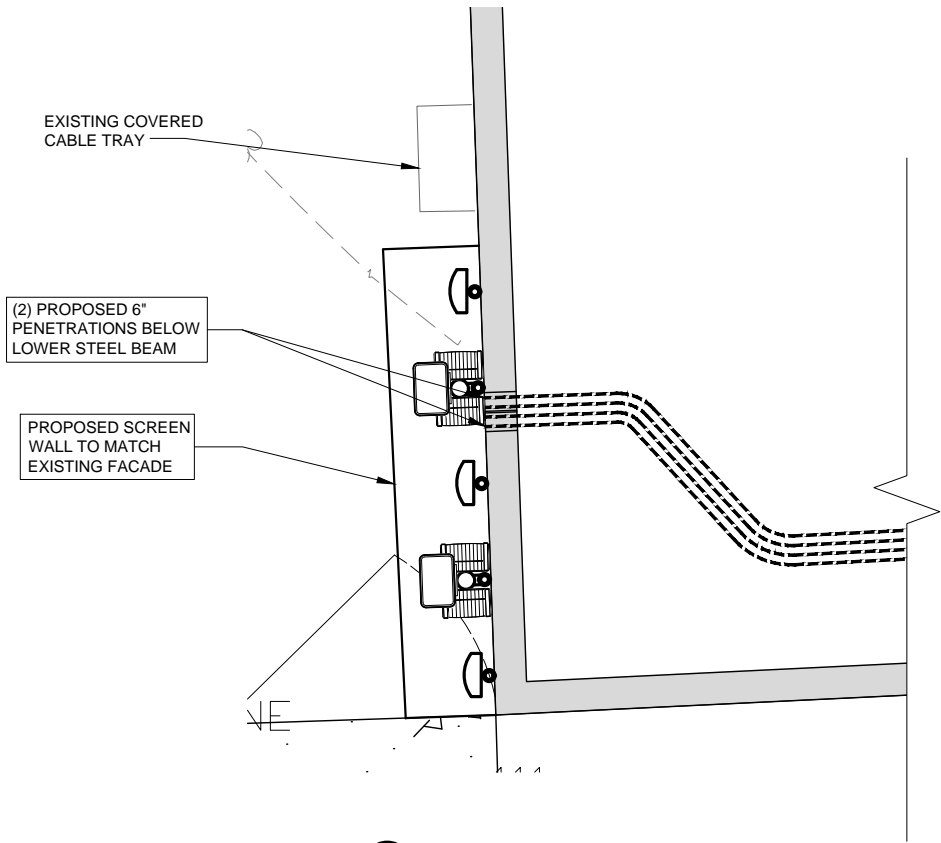 EXISTING COVERED
CABLE TRAY
(2) PROPOSED 6"
PENETRATIONS BELOW
LOWER STEEL BEAM
PROPOSED SCREEN
WALL TO MATCH
EXISTING FACADE